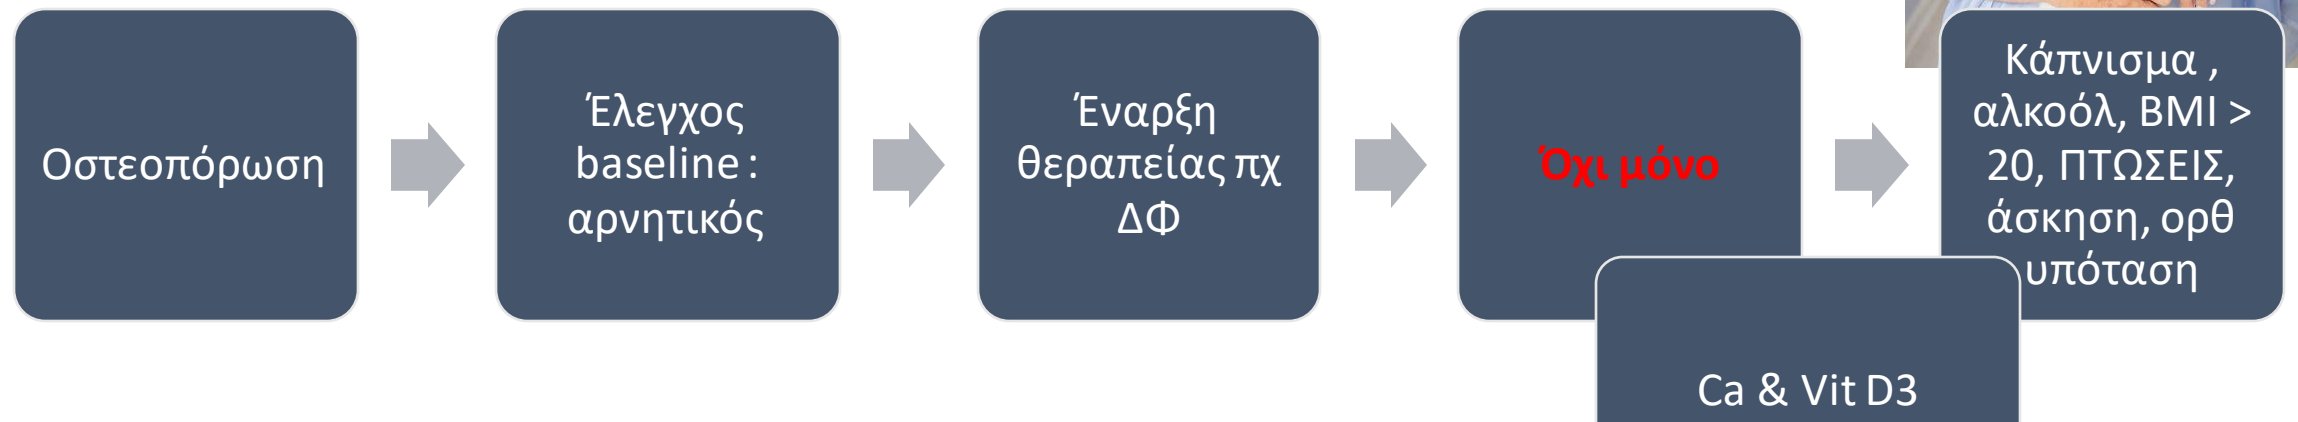 Οστεοπόρωση
Έλεγχος
baseline :
αρνητικός
Έναρξη
θεραπείας πχ
ΔΦ
Όχι μόνο
Κάπνισμα ,
αλκοόλ, BMI >
20, ΠΤΩΣΕΙΣ,
άσκηση, ορθ
υπόταση
Ca & Vit D3